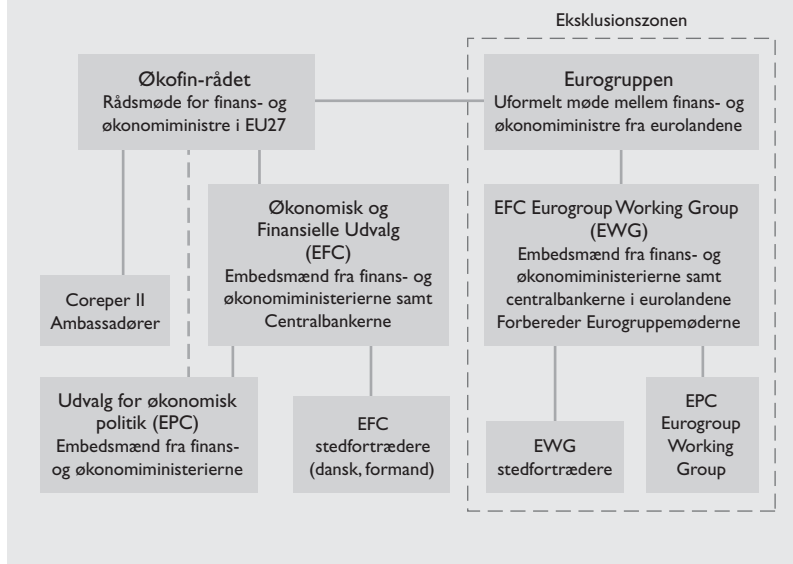 Eksklusionszonen
Økofin-rådet
Rådsmøde for finans- og
økonomiministre i EU27
Eurogruppen
Uformelt møde mellem finans- og
økonomiministre fra eurolandene
Økonomisk og
Finansielle Udvalg
(EFC)
Embedsmænd fra finans- og
økonomiministerierne samt
Centralbankerne
EFC Eurogroup Working Group
(EWG)
Embedsmænd fra finans- og
økonomiministerierne samt
centralbankerne i eurolandene
Forbereder Eurogruppemøderne
Coreper II
Ambassadører
Udvalg for økonomisk
politik (EPC)
Embedsmænd fra finans-
og økonomiministerierne
EFC
stedfortrædere
(dansk, formand)
EWG
stedfortrædere
EPC
Eurogroup
Working
Group